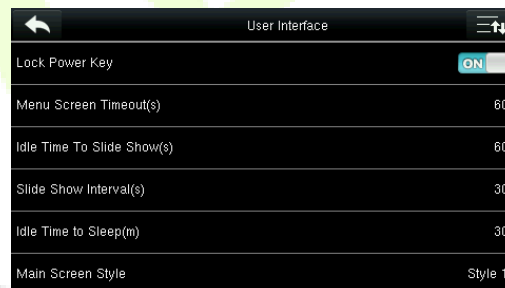 User Interface
Lock Power Key ON
Menu Screen Timeout(s) 60
Idle Time To Slide Show(s) 60
Slide Show Interval(s) 30
Idle Time to Sleep(m) 30
Main Screen Style Style 1